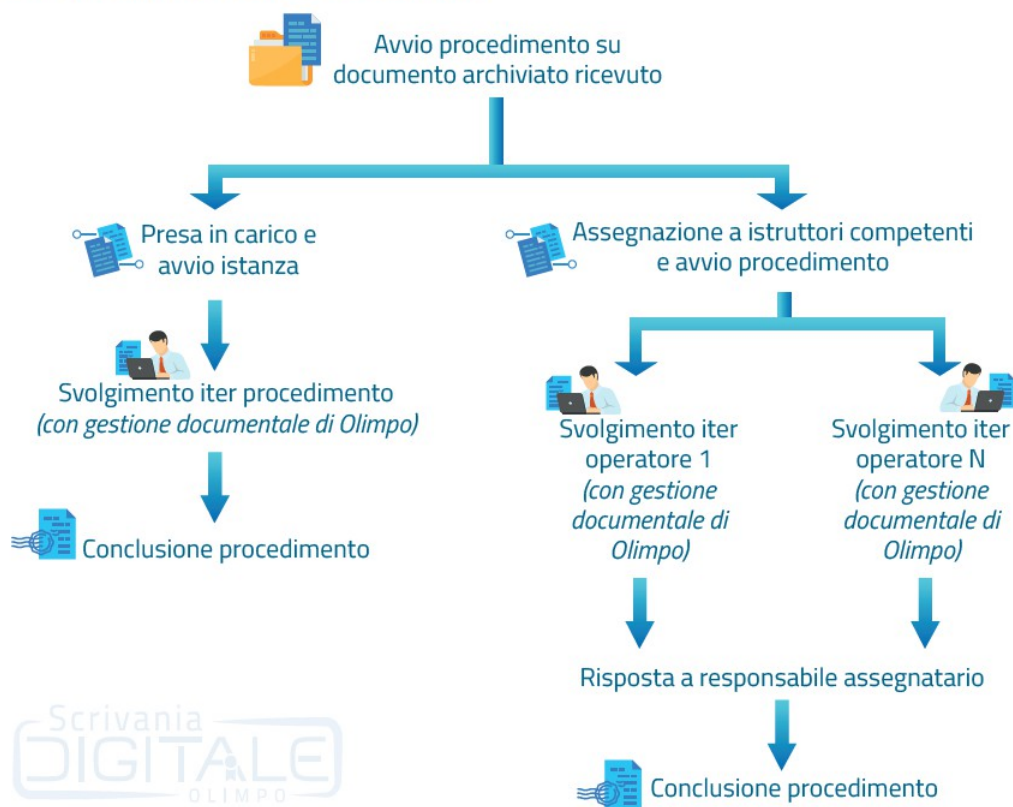 Avvio procedimento su
documento archiviato ricevuto
Presa in carico e
avvio istanza
Assegnazione a istruttori competenti
e avvio procedimento
Svolgimento iter procedimento
(con gestione documentale di Olimpo)
Svolgimento iter
operatore 1
(con gestione
documentale di
Olimpo)
Svolgimento iter
operatore N
(con gestione
documentale di
Olimpo)
Conclusione procedimento
Risposta a responsabile assegnatario
Conclusione procedimento
Scrivania
DIGITALE
OLIMPO